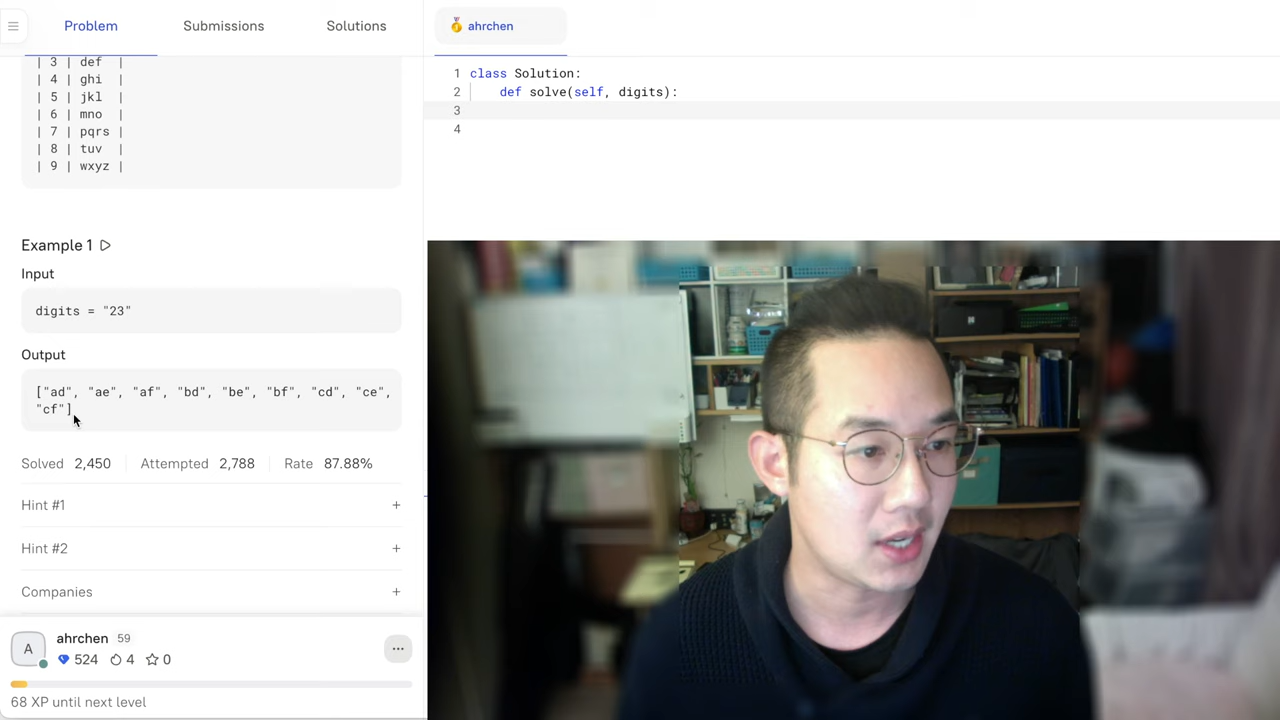 Problem
Submissions
Solutions
🏅 ahrchen
| 3 | def |
| 4 | ghi |
| 5 | jkl |
| 6 | mno |
| 7 | pqrs |
| 8 | tuv |
| 9 | wxyz |
Example 1
Input
digits = "23"
Output
["ad", "ae", "af", "bd", "be", "bf", "cd", "ce",
"cf"]
Solved 2,450 Attempted 2,788 Rate 87.88%
Hint #1 +
Hint #2 +
Companies +
A
ahrchen 59
524 4 0
...
68 XP until next level
1 class Solution:
2 def solve(self, digits):
3
4